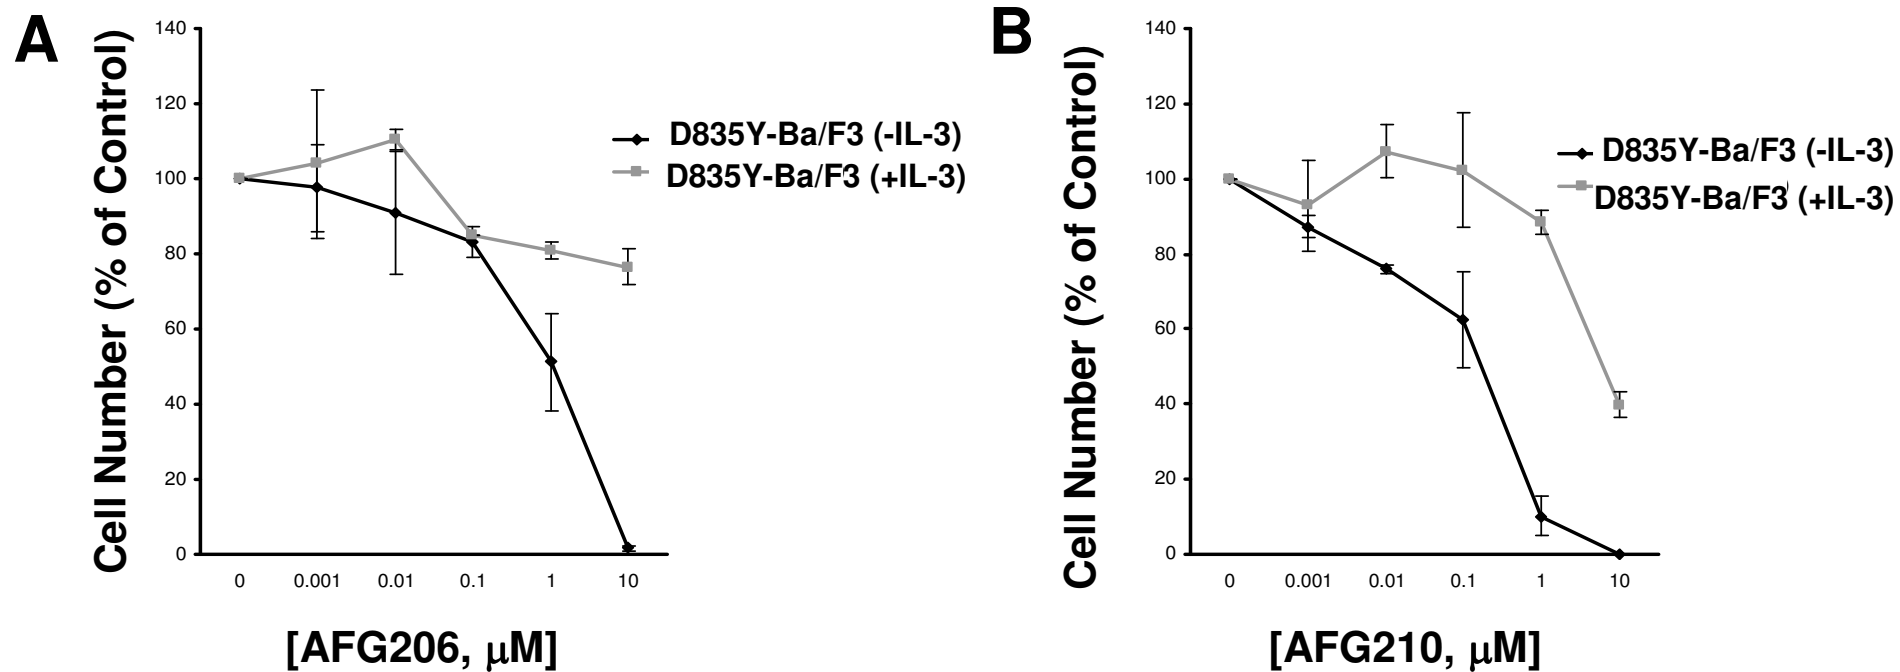 A
Cell Number (% of Control)
140
120
100
80
60
40
20
0
0 0.001 0.01 0.1 1 10
[AFG206, μM]
D835Y-Ba/F3 (-IL-3)
D835Y-Ba/F3 (+IL-3)
B
Cell Number (% of Control)
140
120
100
80
60
40
20
0
0 0.001 0.01 0.1 1 10
[AFG210, μM]
D835Y-Ba/F3 (-IL-3)
D835Y-Ba/F3 (+IL-3)